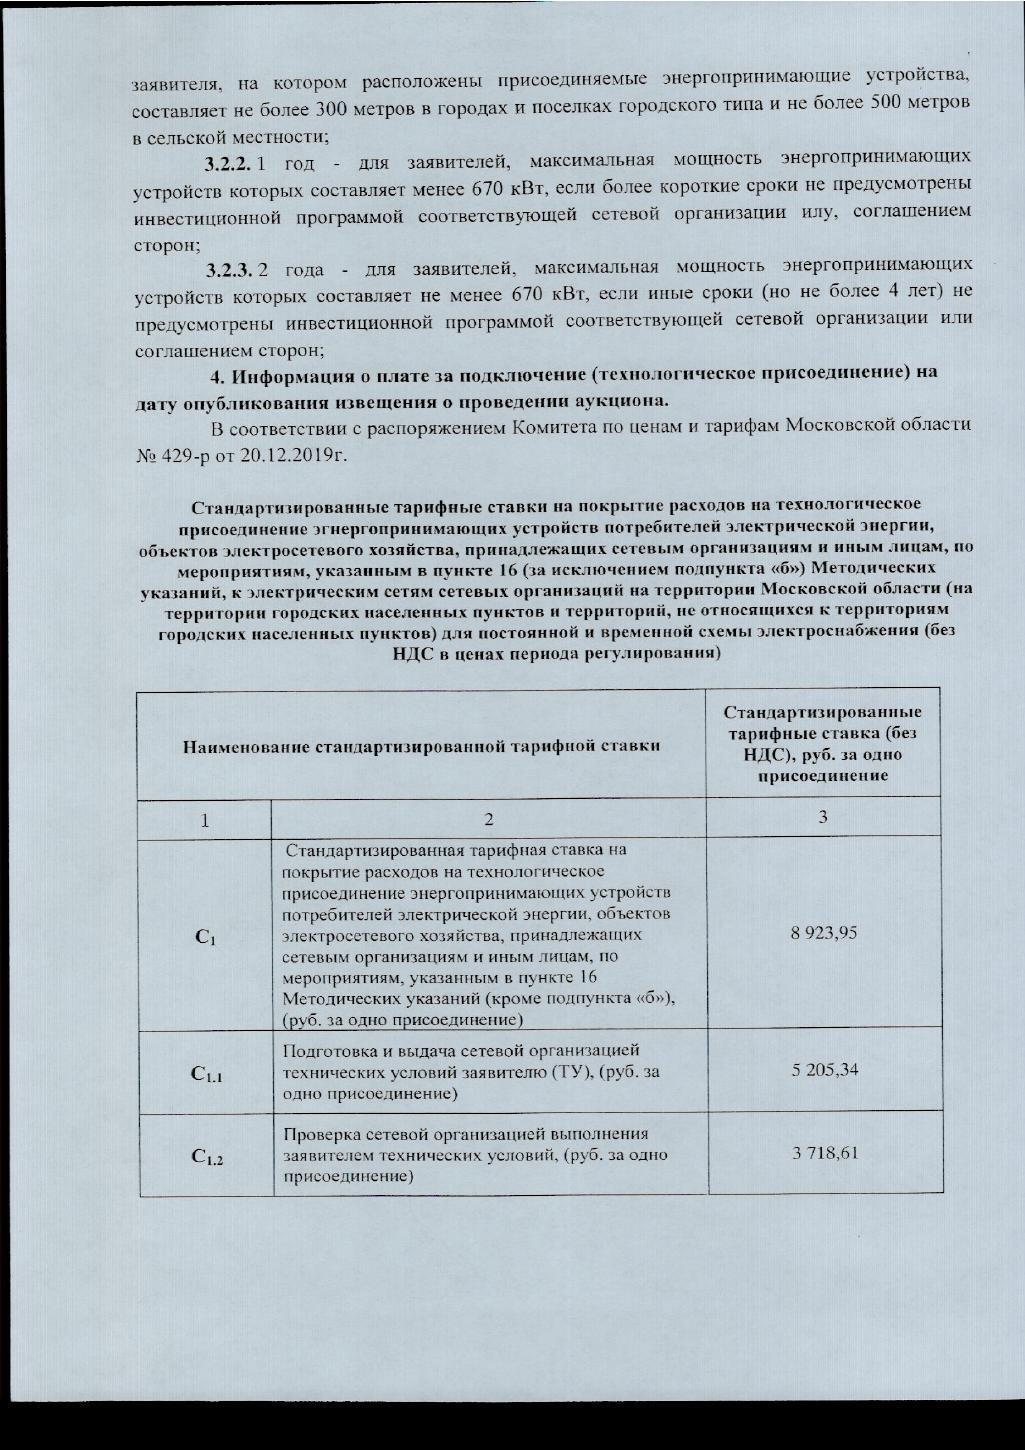 заявителя, на котором расположены присоединяемые энергопринимающие устройства,
составляет не более 300 метров в городах и поселках городского типа и не более 500 метров
в сельской местности;
3.2.2. 1 год - для заявителей, максимальная мощность энергопринимающих
устройств которых составляет менее 670 кВт, если более короткие сроки не предусмотрены
инвестиционной программой соответствующей сетевой организации илу, соглашением
сторон;
3.2.3. 2 года - для заявителей, максимальная мощность энергопринимающих
устройств которых составляет не менее 670 кВт, если иные сроки (но не более 4 лет) не
предусмотрены инвестиционной программой соответствующей сетевой организации или
соглашением сторон;
4. Информация о плате за подключение (технологическое присоединение) на
дату опубликования извещения о проведении аукциона.
В соответствии с распоряжением Комитета по ценам и тарифам Московской области
№ 429-р от 20.12.2019г.
Стандартизированные тарифные ставки на покрытие расходов на технологическое
присоединение эгнергопринимающих устройств потребителей электрической энергии,
объектов электросетевого хозяйства, принадлежащих сетевым организациям и иным лицам, по
мероприятиям, указанным в пункте 16 (за исключением подпункта «б») Методических
указаний, к электрическим сетям сетевых организаций на территории Московской области (на
территории городских населенных пунктов и территорий, не относящихся к территориям
городских населенных пунктов) для постоянной и временной схемы электроснабжения (без
НДС в ценах периода регулирования)
Наименование стандартизированной тарифной ставки
Стандартизированные
тарифные ставка (без
НДС), руб. за одно
присоединение
1
2
3
С1
Стандартизированная тарифная ставка на
покрытие расходов на технологическое
присоединение энергопринимающих устройств
потребителей электрической энергии, объектов
электросетевого хозяйства, принадлежащих
сетевым организациям и иным лицам, по
мероприятиям, указанным в пункте 16
Методических указаний (кроме подпункта «б»),
(руб. за одно присоединение)
8 923,95
С1.1
Подготовка и выдача сетевой организацией
технических условий заявителю (ТУ), (руб. за
одно присоединение)
5 205,34
С1.2
Проверка сетевой организацией выполнения
заявителем технических условий, (руб. за одно
присоединение)
3 718,61